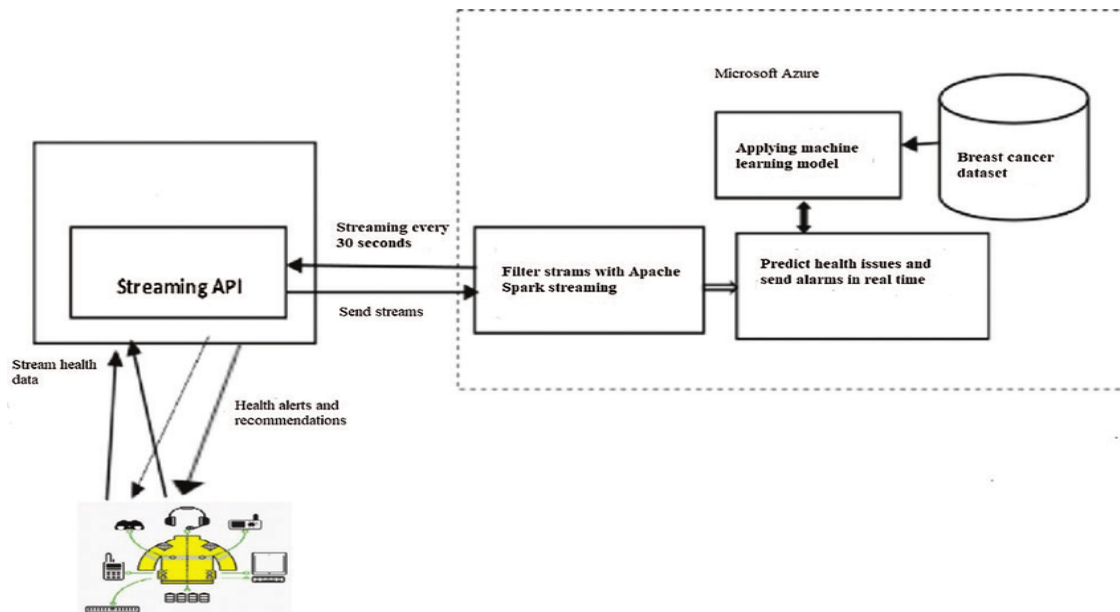 Microsoft Azure
Applying machine
learning model
Breast cancer
dataset
Streaming every
30 seconds
Streaming API
Filter strams with Apache
Spark streaming
Predict health issues and
send alarms in real time
Send streams
Stream health
data
Health alerts and
recommendations